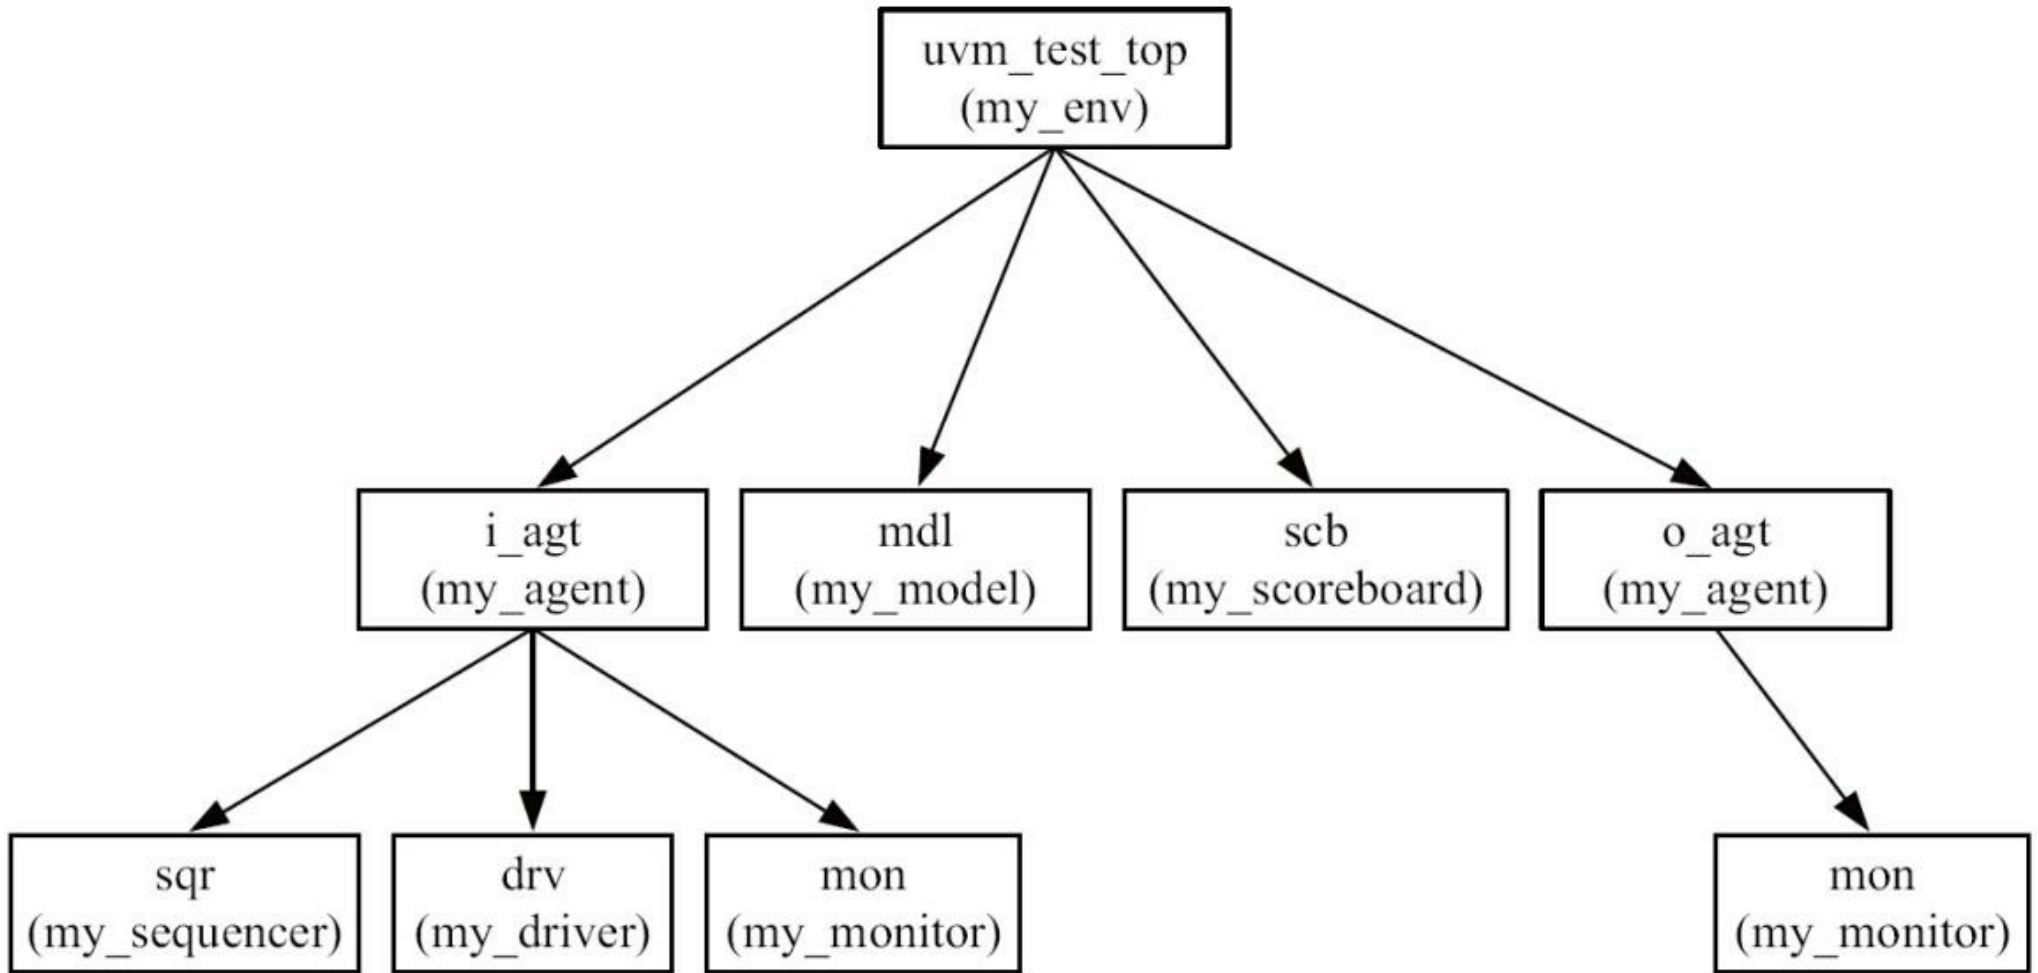 uvm_test_top
(my_env)
i_agt
(my_agent)
mdl
(my_model)
scb
(my_scoreboard)
o_agt
(my_agent)
sqr
(my_sequencer)
drv
(my_driver)
mon
(my_monitor)
mon
(my_monitor)